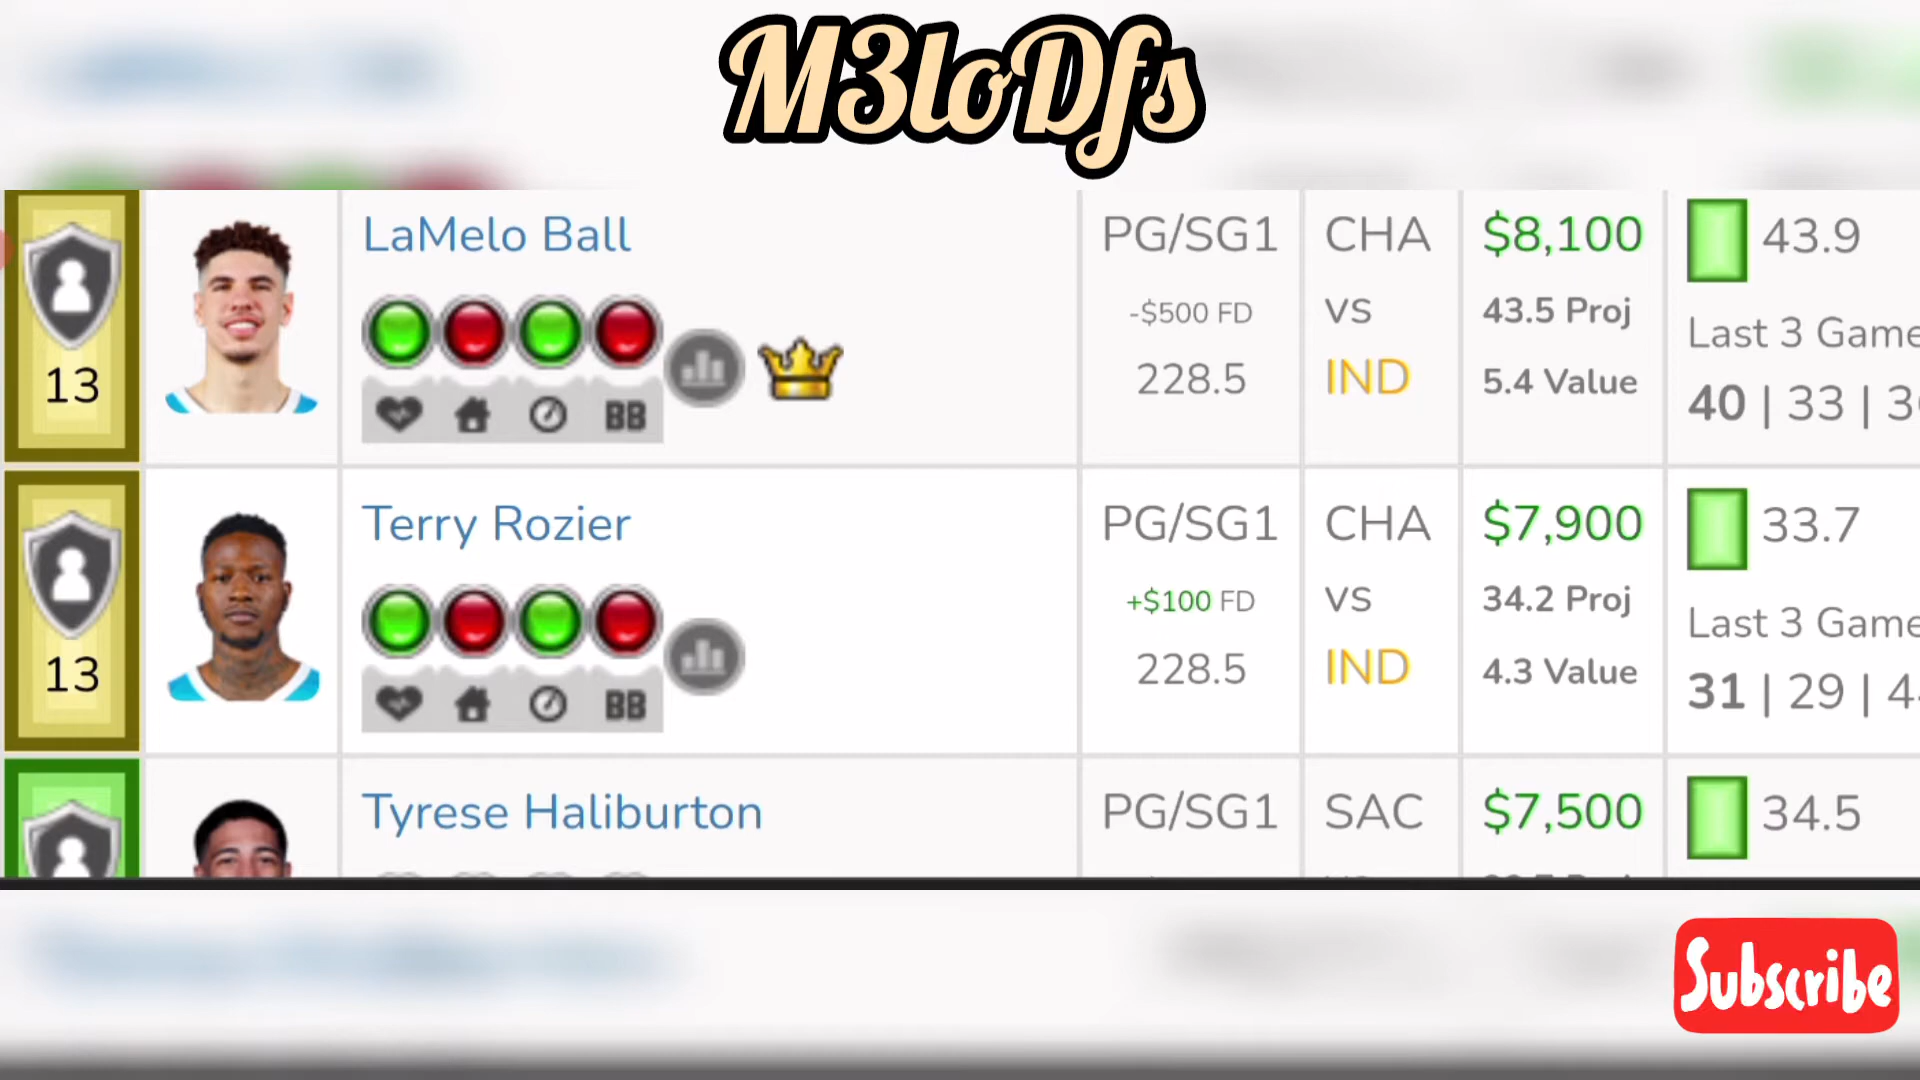 M3loDfs
LaMelo Ball
PG/SG1
CHA
$8,100
43.9
-$500 FD
VS
43.5 Proj
Last 3 Game
228.5
IND
5.4 Value
40 | 33 |
13
BB
Terry Rozier
PG/SG1
CHA
$7,900
33.7
+$100 FD
VS
34.2 Proj
Last 3 Game
228.5
IND
4.3 Value
31 | 29 |
13
BB
Tyrese Haliburton
PG/SG1
SAC
$7,500
34.5
Subscribe